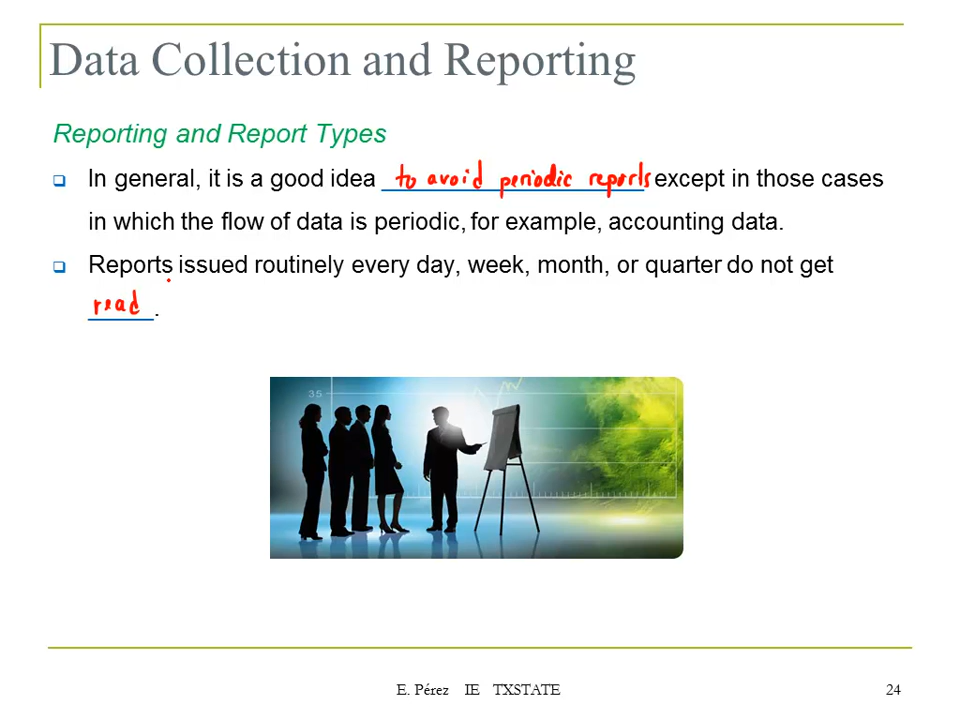 Data Collection and Reporting
Reporting and Report Types
In general, it is a good idea to avoid periodic reports except in those cases
in which the flow of data is periodic, for example, accounting data.
Reports issued routinely every day, week, month, or quarter do not get
read.
35
E. Pérez IE TXSTATE 24